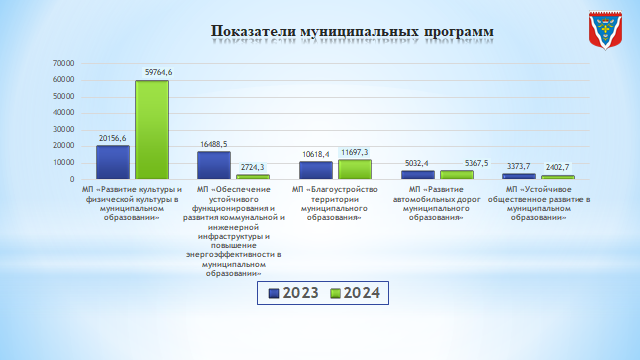 Показатели муниципальных программ
70000
60000
50000
40000
30000
20000
10000
0
20156,6
59764,6
16488,5
2724,3
10618,4
11697,3
5032,4
5367,5
3373,7
2402,7
МП «Развитие культуры и
физической культуры в
муниципальном
образовании»
МП «Обеспечение
устойчивого
функционирования и
развития коммунальной и
инженерной
инфраструктуры и
повышение
энергоэффективности в
муниципальном
образовании»
МП «Благоустройство
территории
муниципального
образования»
МП «Развитие
автомобильных дорог
муниципального
образования»
МП «Устойчивое
общественное развитие в
муниципальном
образовании»
2023 2024